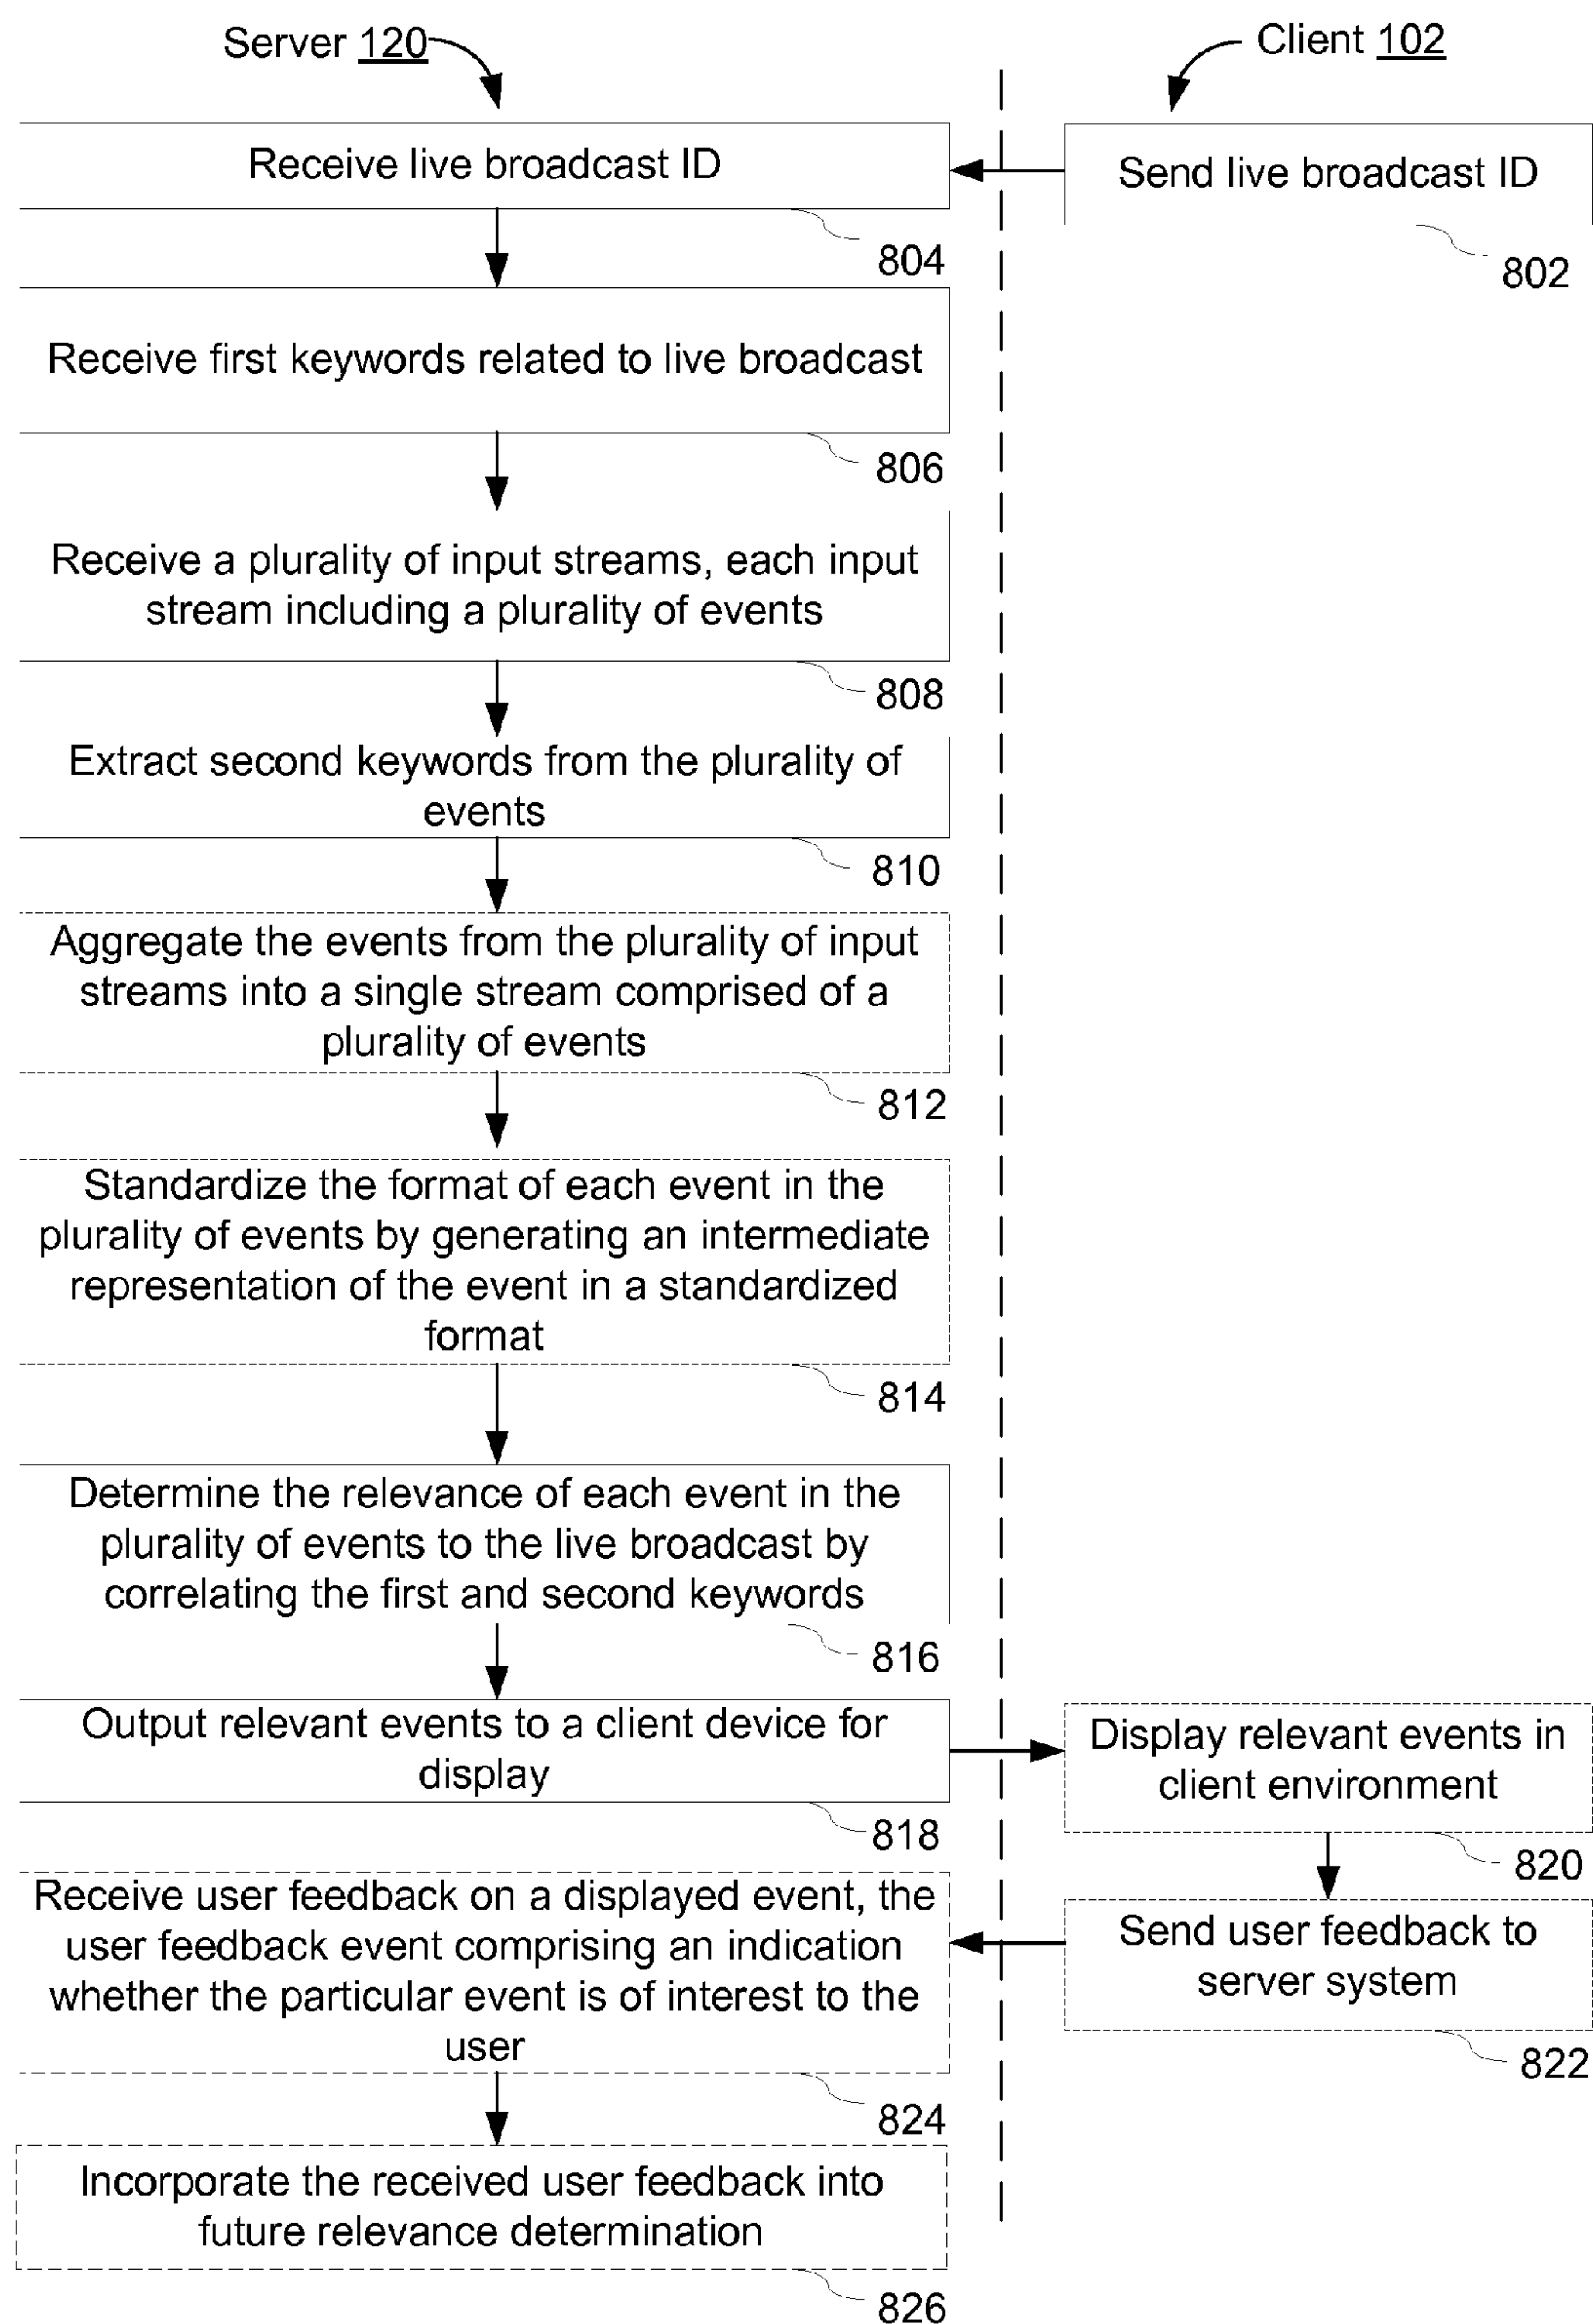 Server 120
Client 102
Receive live broadcast ID
804
Send live broadcast ID
802
Receive first keywords related to live broadcast
806
Receive a plurality of input streams, each input
stream including a plurality of events
808
Extract second keywords from the plurality of
events
810
Aggregate the events from the plurality of input
streams into a single stream comprised of a
plurality of events
812
Standardize the format of each event in the
plurality of events by generating an intermediate
representation of the event in a standardized
format
814
Determine the relevance of each event in the
plurality of events to the live broadcast by
correlating the first and second keywords
816
Output relevant events to a client device for
display
818
Display relevant events in
client environment
820
Send user feedback to
server system
822
Receive user feedback on a displayed event, the
user feedback event comprising an indication
whether the particular event is of interest to the
user
824
Incorporate the received user feedback into
future relevance determination
826